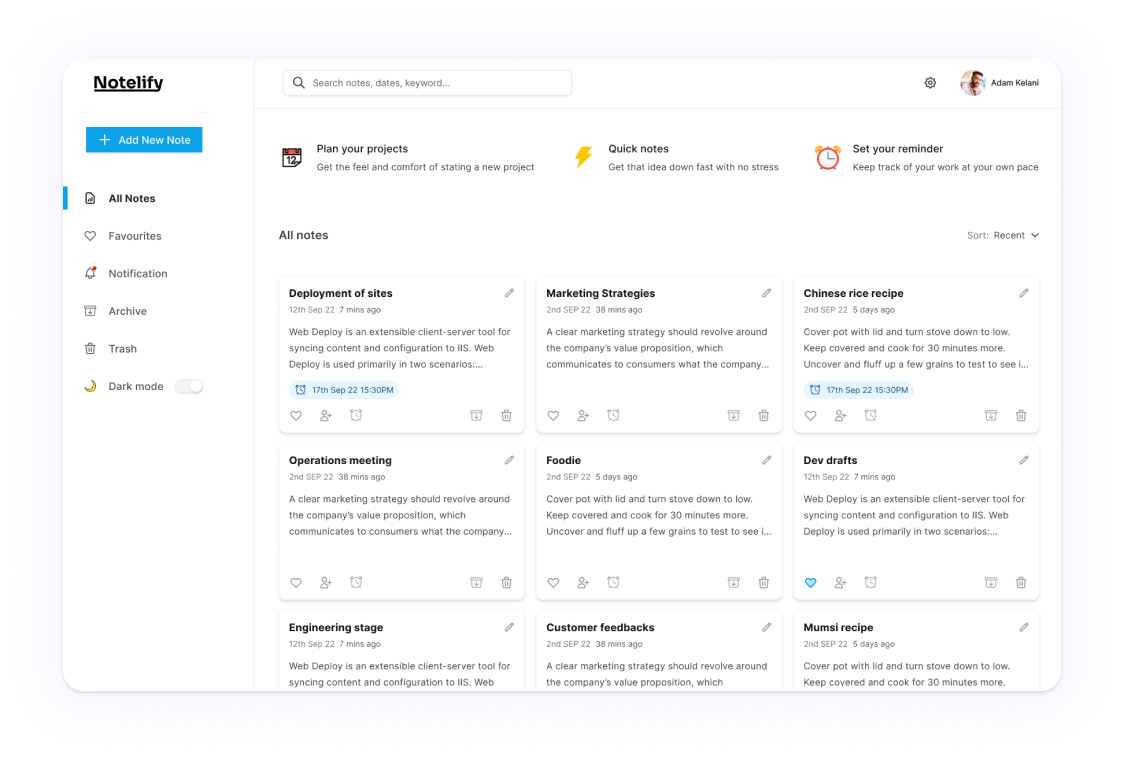 Notelify
Search notes, dates, keyword...
Adam Kelani
Add New Note
All Notes
Favourites
Notification
Archive
Trash
Dark mode
12
Plan your projects
Get the feel and comfort of stating a new project
Quick notes
Get that idea down fast with no stress
Set your reminder
Keep track of your work at your own pace
All notes
Sort: Recent
Deployment of sites
12th Sep 22 7 mins ago
Web Deploy is an extensible client-server tool for
syncing content and configuration to IIS. Web
Deploy is used primarily in two scenarios:...
17th Sep 22 15:30PM
Marketing Strategies
2nd SEP 22 38 mins ago
A clear marketing strategy should revolve around
the company's value proposition, which
communicates to consumers what the company...
Chinese rice recipe
2nd SEP 22 5 days ago
Cover pot with lid and turn stove down to low.
Keep covered and cook for 30 minutes more.
Uncover and fluff up a few grains to test to see i...
17th Sep 22 15:30PM
Operations meeting
2nd SEP 22 38 mins ago
A clear marketing strategy should revolve around
the company's value proposition, which
communicates to consumers what the company...
Foodie
2nd SEP 22 5 days ago
Cover pot with lid and turn stove down to low.
Keep covered and cook for 30 minutes more.
Uncover and fluff up a few grains to test to see i...
Dev drafts
12th Sep 22 7 mins ago
Web Deploy is an extensible client-server tool for
syncing content and configuration to IIS. Web
Deploy is used primarily in two scenarios:...
Engineering stage
12th Sep 22 7 mins ago
Web Deploy is an extensible client-server tool for
syncing content and configuration to IIS. Web
Customer feedbacks
2nd SEP 22 38 mins ago
A clear marketing strategy should revolve around
the company's value proposition, which
Mumsi recipe
2nd SEP 22 5 days ago
Cover pot with lid and turn stove down to low.
Keep covered and cook for 30 minutes more.